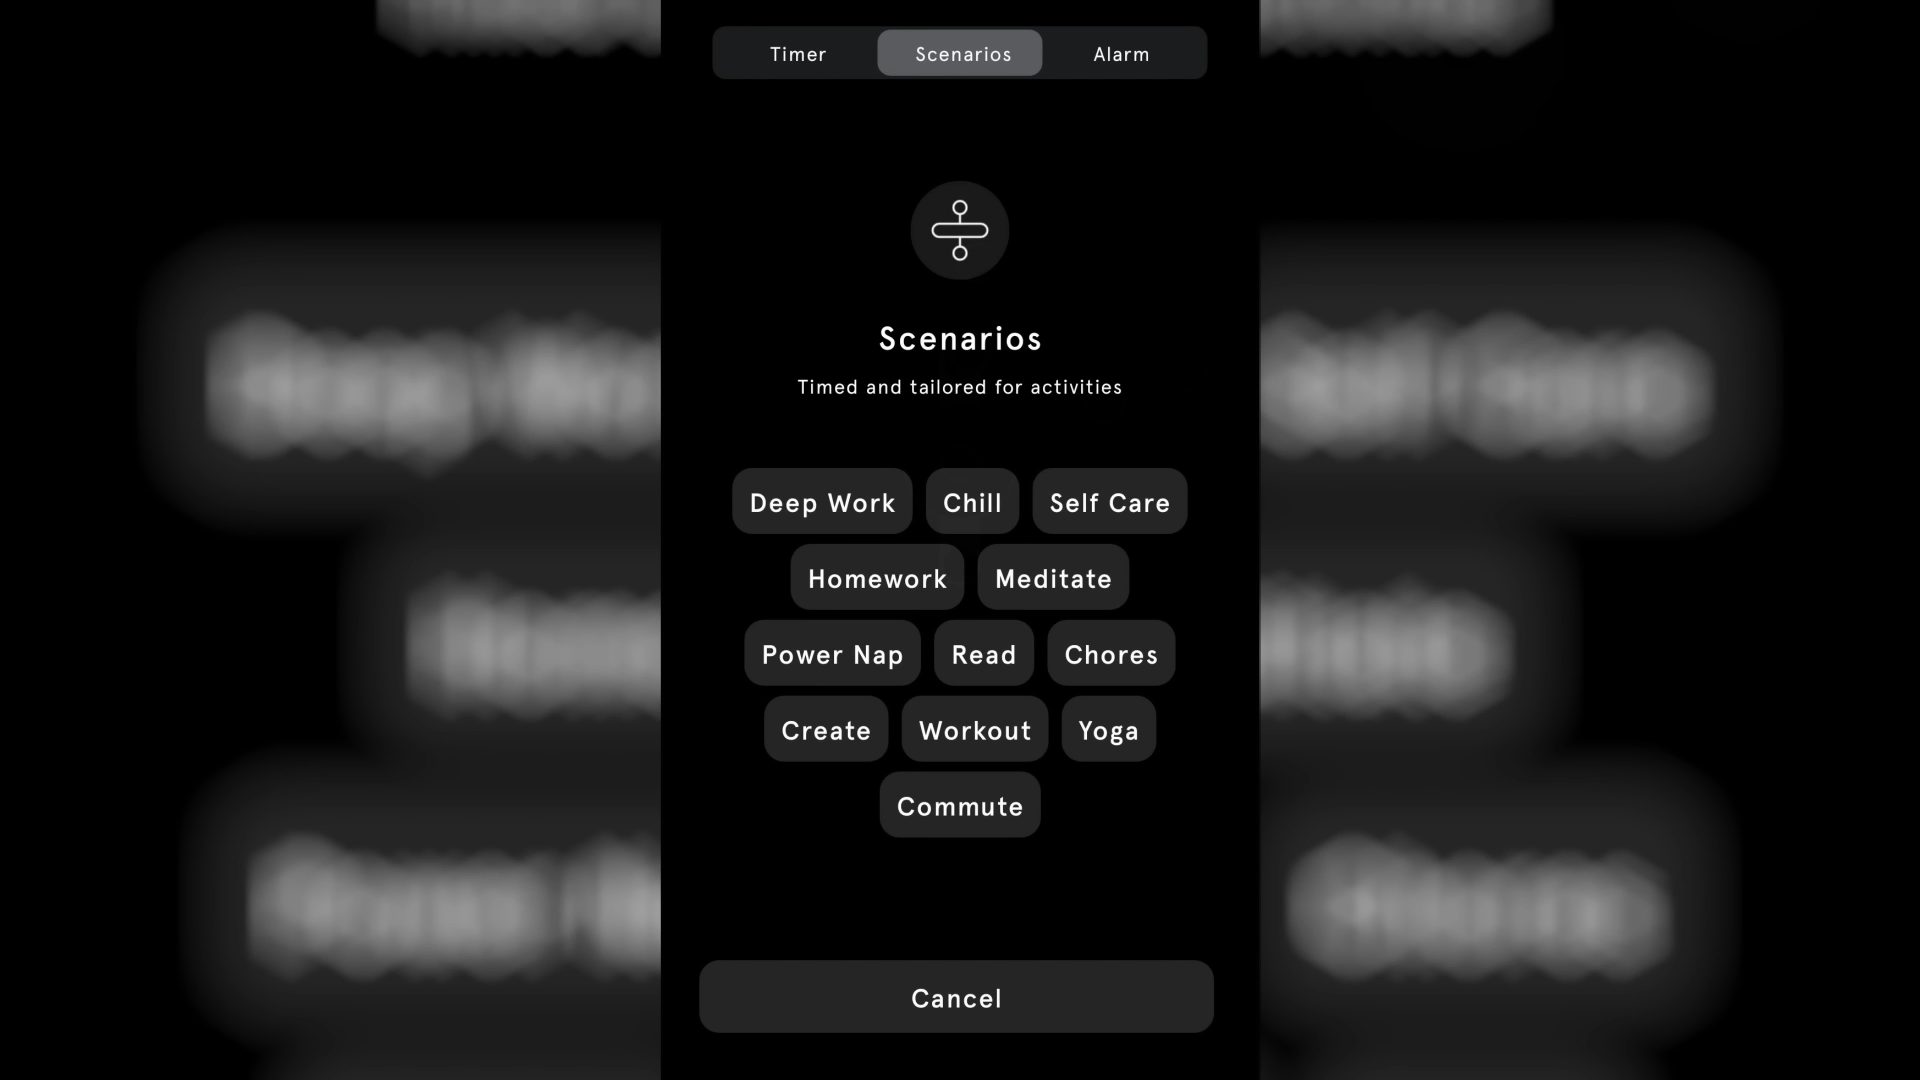 Timer Scenarios Alarm
Scenarios
Timed and tailored for activities
Deep Work Chill Self Care
Homework Meditate
Power Nap Read Chores
Create Workout Yoga
Commute
Cancel